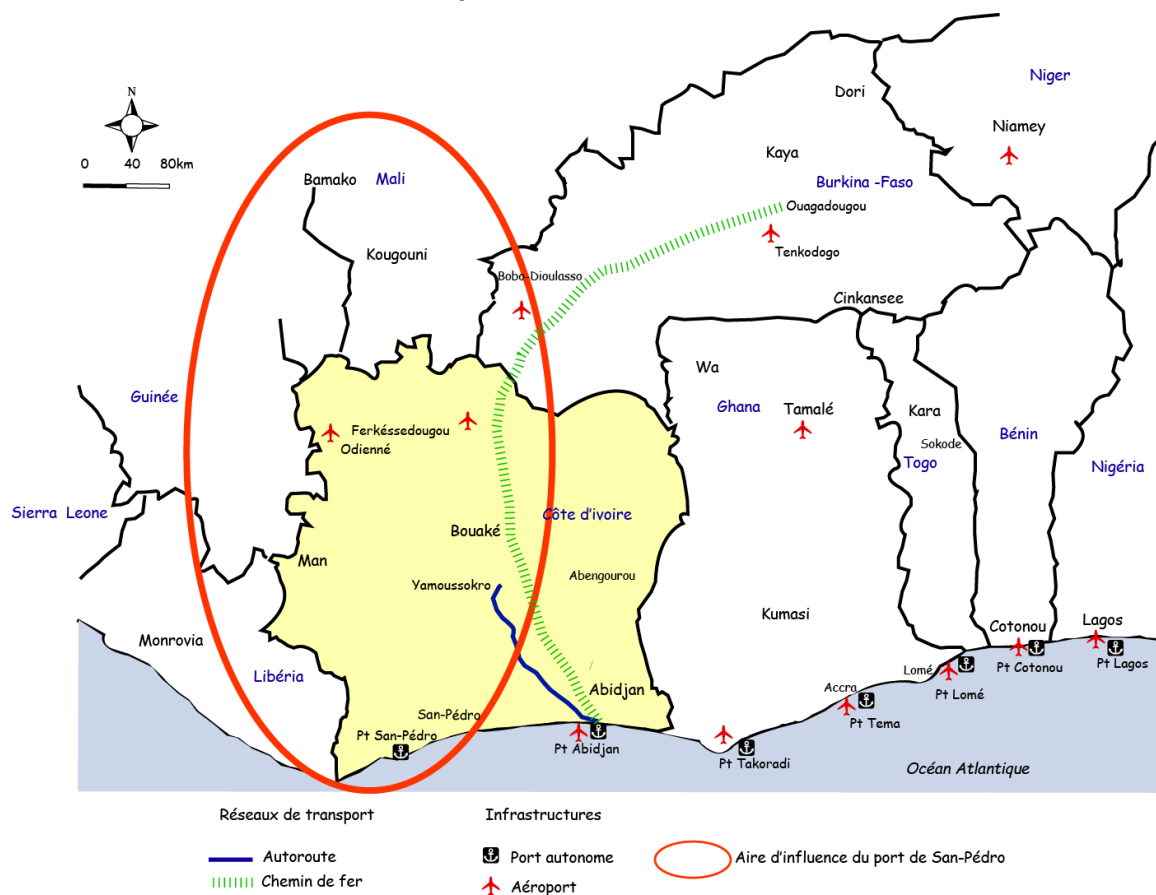 Dori
Niger
N
Niamey
0 40 80km
Kaya
Bamako
Mali
Burkina -Faso
Ouagadougou
Kougouni
Tenkodogo
Bobo-Dioulasso
Cinkansee
Wa
Guinée
Ghana
Tamalé
Kara
Ferkéssedougou
Odienné
Sokode
Bénin
Togo
Nigéria
Sierra Leone
Côte d'ivoire
Bouaké
Man
Abengourou
Yamoussokro
Kumasi
Cotonou
Lagos
Monrovia
Pt Cotonou
Pt Lagos
Libéria
Lomé
Pt Lomé
Abidjan
Accra
San-Pédro
Pt Tema
Pt San-Pédro
Pt Abidjan
Pt Takoradi
Océan Atlantique
Réseaux de transport
Infrastructures
Autoroute
Port autonome
Aire d'influence du port de San-Pédro
Chemin de fer
Aéroport